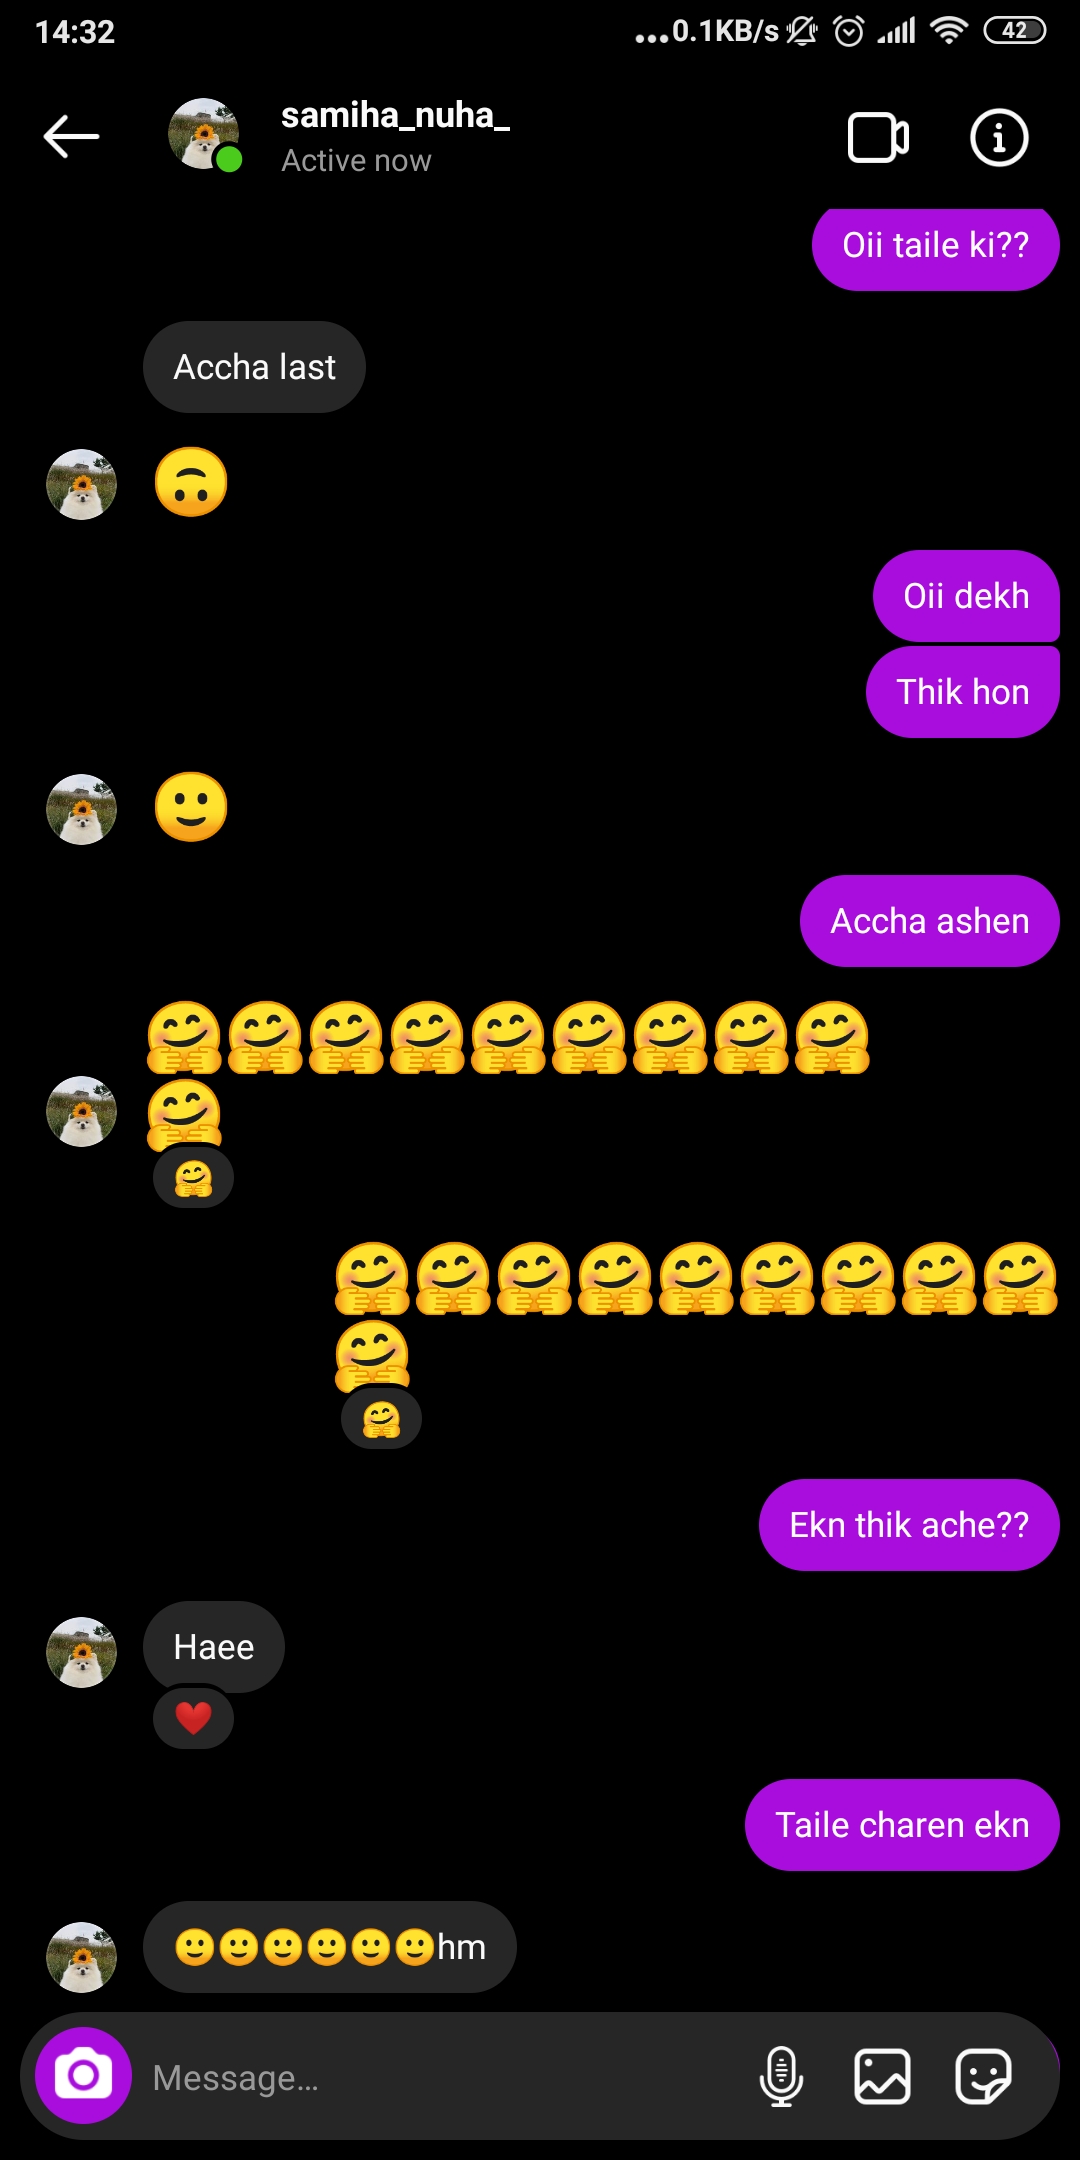 14:32
...0.1KB/s
42
samiha_nuha_
Active now
Oii taile ki??
Accha last
🙃
Oii dekh
Thik hon
🙂
Accha ashen
🤗🤗🤗🤗🤗🤗🤗🤗🤗
🤗
🤗
🤗🤗🤗🤗🤗🤗🤗🤗🤗
🤗
🤗
Ekn thik ache??
Haee
❤️
Taile charen ekn
🙂🙂🙂🙂🙂🙂hm
Message...